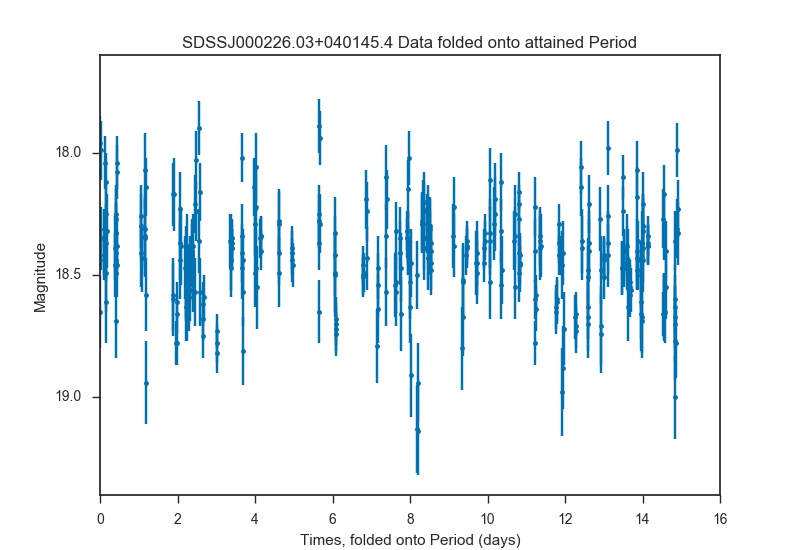 SDSSJ000226.03+040145.4 Data folded onto attained Period
18.0
18.5
19.0
Magnitude
0 2 4 6 8 10 12 14 16
Times, folded onto Period (days)